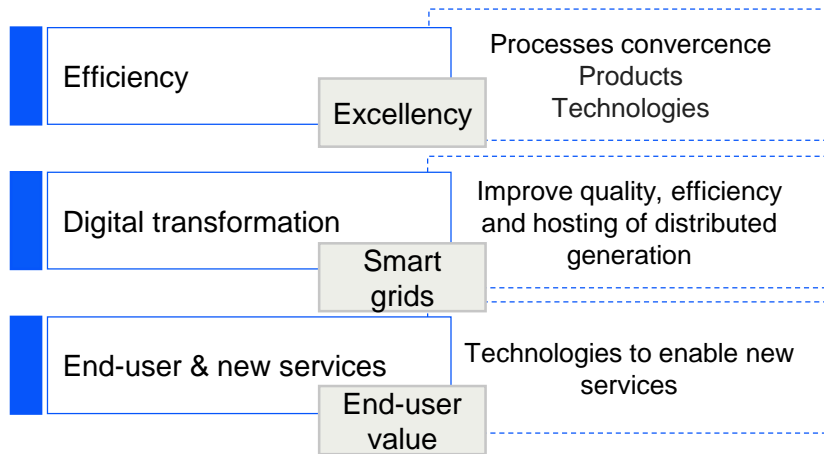 Efficiency
Excellency
Processes convercence
Products
Technologies
Digital transformation
Smart
grids
Improve quality, efficiency
and hosting of distributed
generation
End-user & new services
End-user
value
Technologies to enable new
services